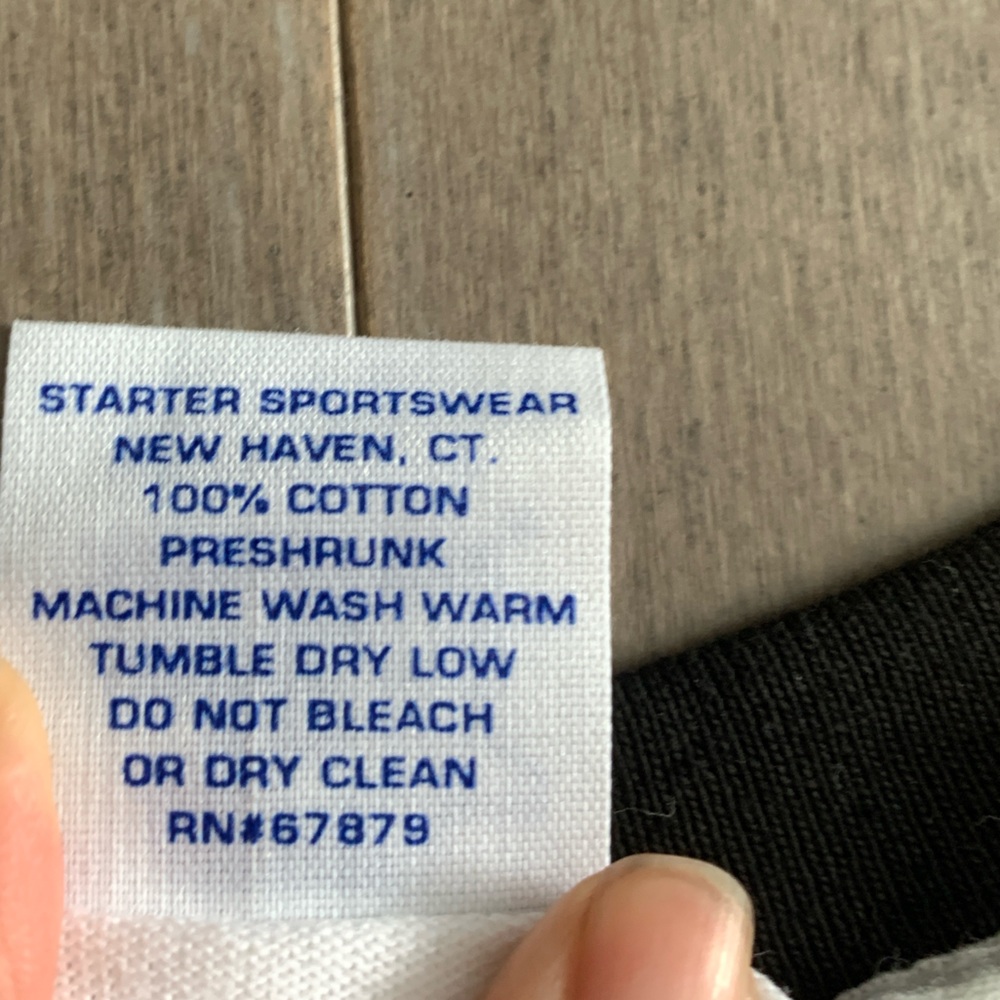 STARTER SPORTSWEAR
NEW HAVEN, CT.
100% COTTON
PRESHRUNK
MACHINE WASH WARM
TUMBLE DRY LOW
DO NOT BLEACH
OR DRY CLEAN
RN#67879